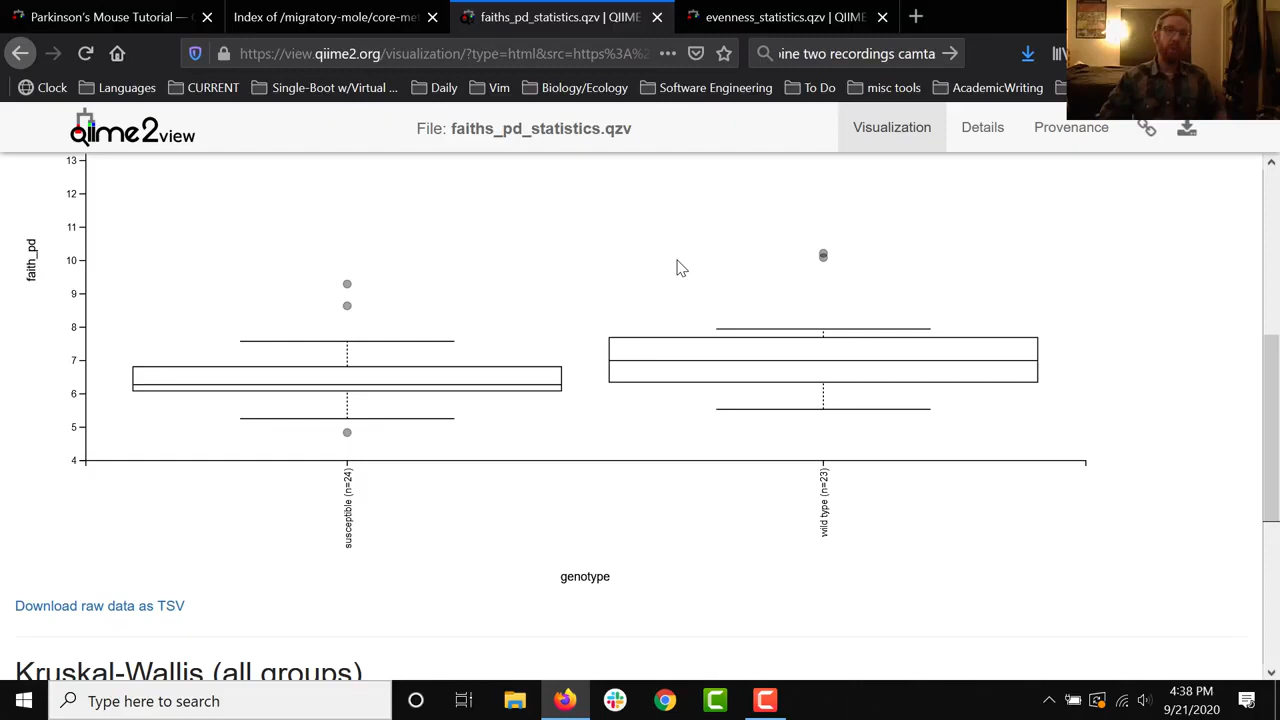 Parkinson's Mouse Tutorial —
Index of /migratory-mole/core-met
faiths_pd_statistics.qzv | QIIME
evenness_statistics.qzv | QIIME
https://view.qiime2.org/visualization/?type=html&src=https%3A%
ine two recordings camta
Clock
Languages
CURRENT
Single-Boot w/Virtual ...
Daily
Vim
Biology/Ecology
Software Engineering
To Do
misc tools
AcademicWriting
qiime2view
File: faiths_pd_statistics.qzv
Visualization
Details
Provenance
13
12
11
10
9
8
7
6
5
4
faith_pd
susceptible (n=24)
wild type (n=23)
genotype
Download raw data as TSV
Kruskal-Wallis (all groups)
Type here to search
4:38 PM
9/21/2020